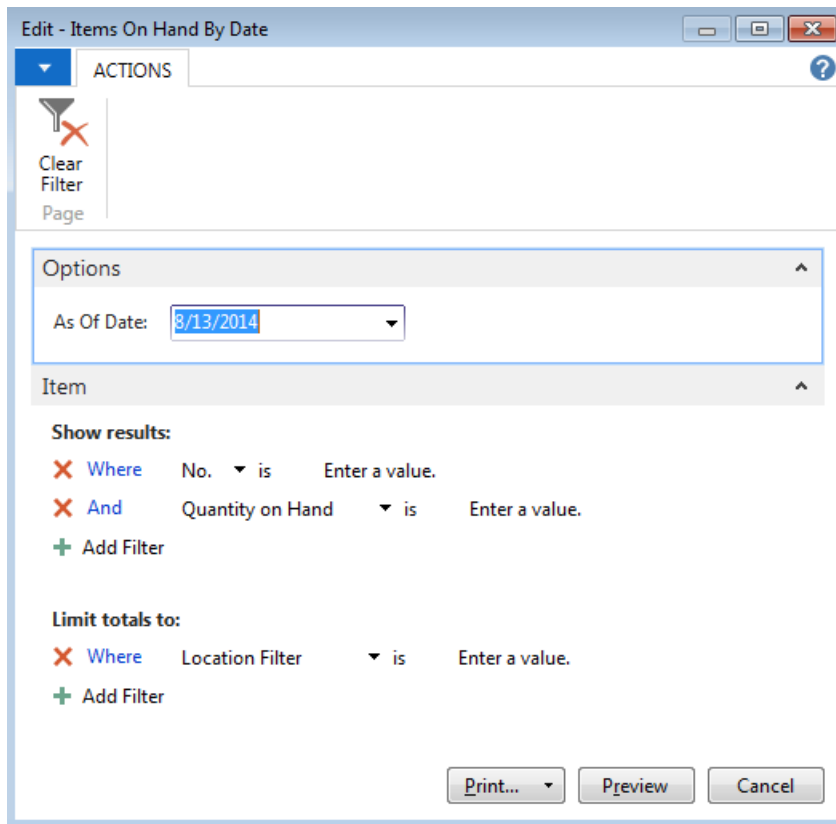 Edit - Items On Hand By Date
ACTIONS
Clear
Filter
Page
Options
As Of Date: 8/13/2014
Item
Show results:
Where No. is Enter a value.
And Quantity on Hand is Enter a value.
Add Filter
Limit totals to:
Where Location Filter is Enter a value.
Add Filter
Print... Preview Cancel